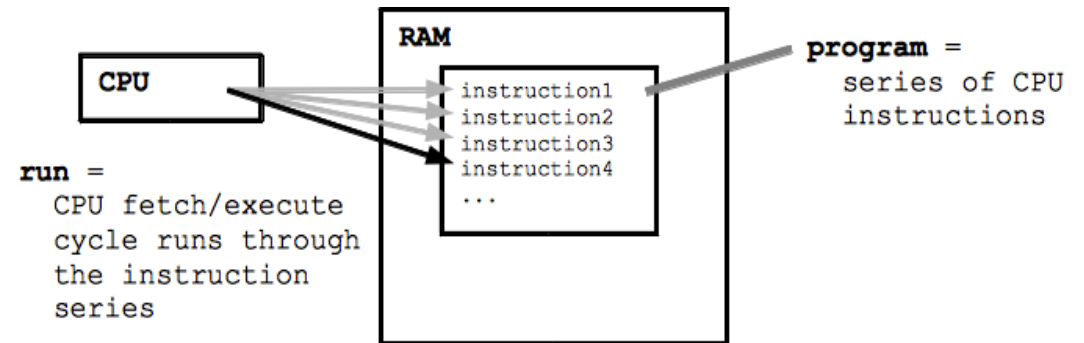 CPU
run =
CPU fetch/execute
cycle runs through
the instruction
series
RAM
instruction1
instruction2
instruction3
instruction4
...
program =
series of CPU
instructions